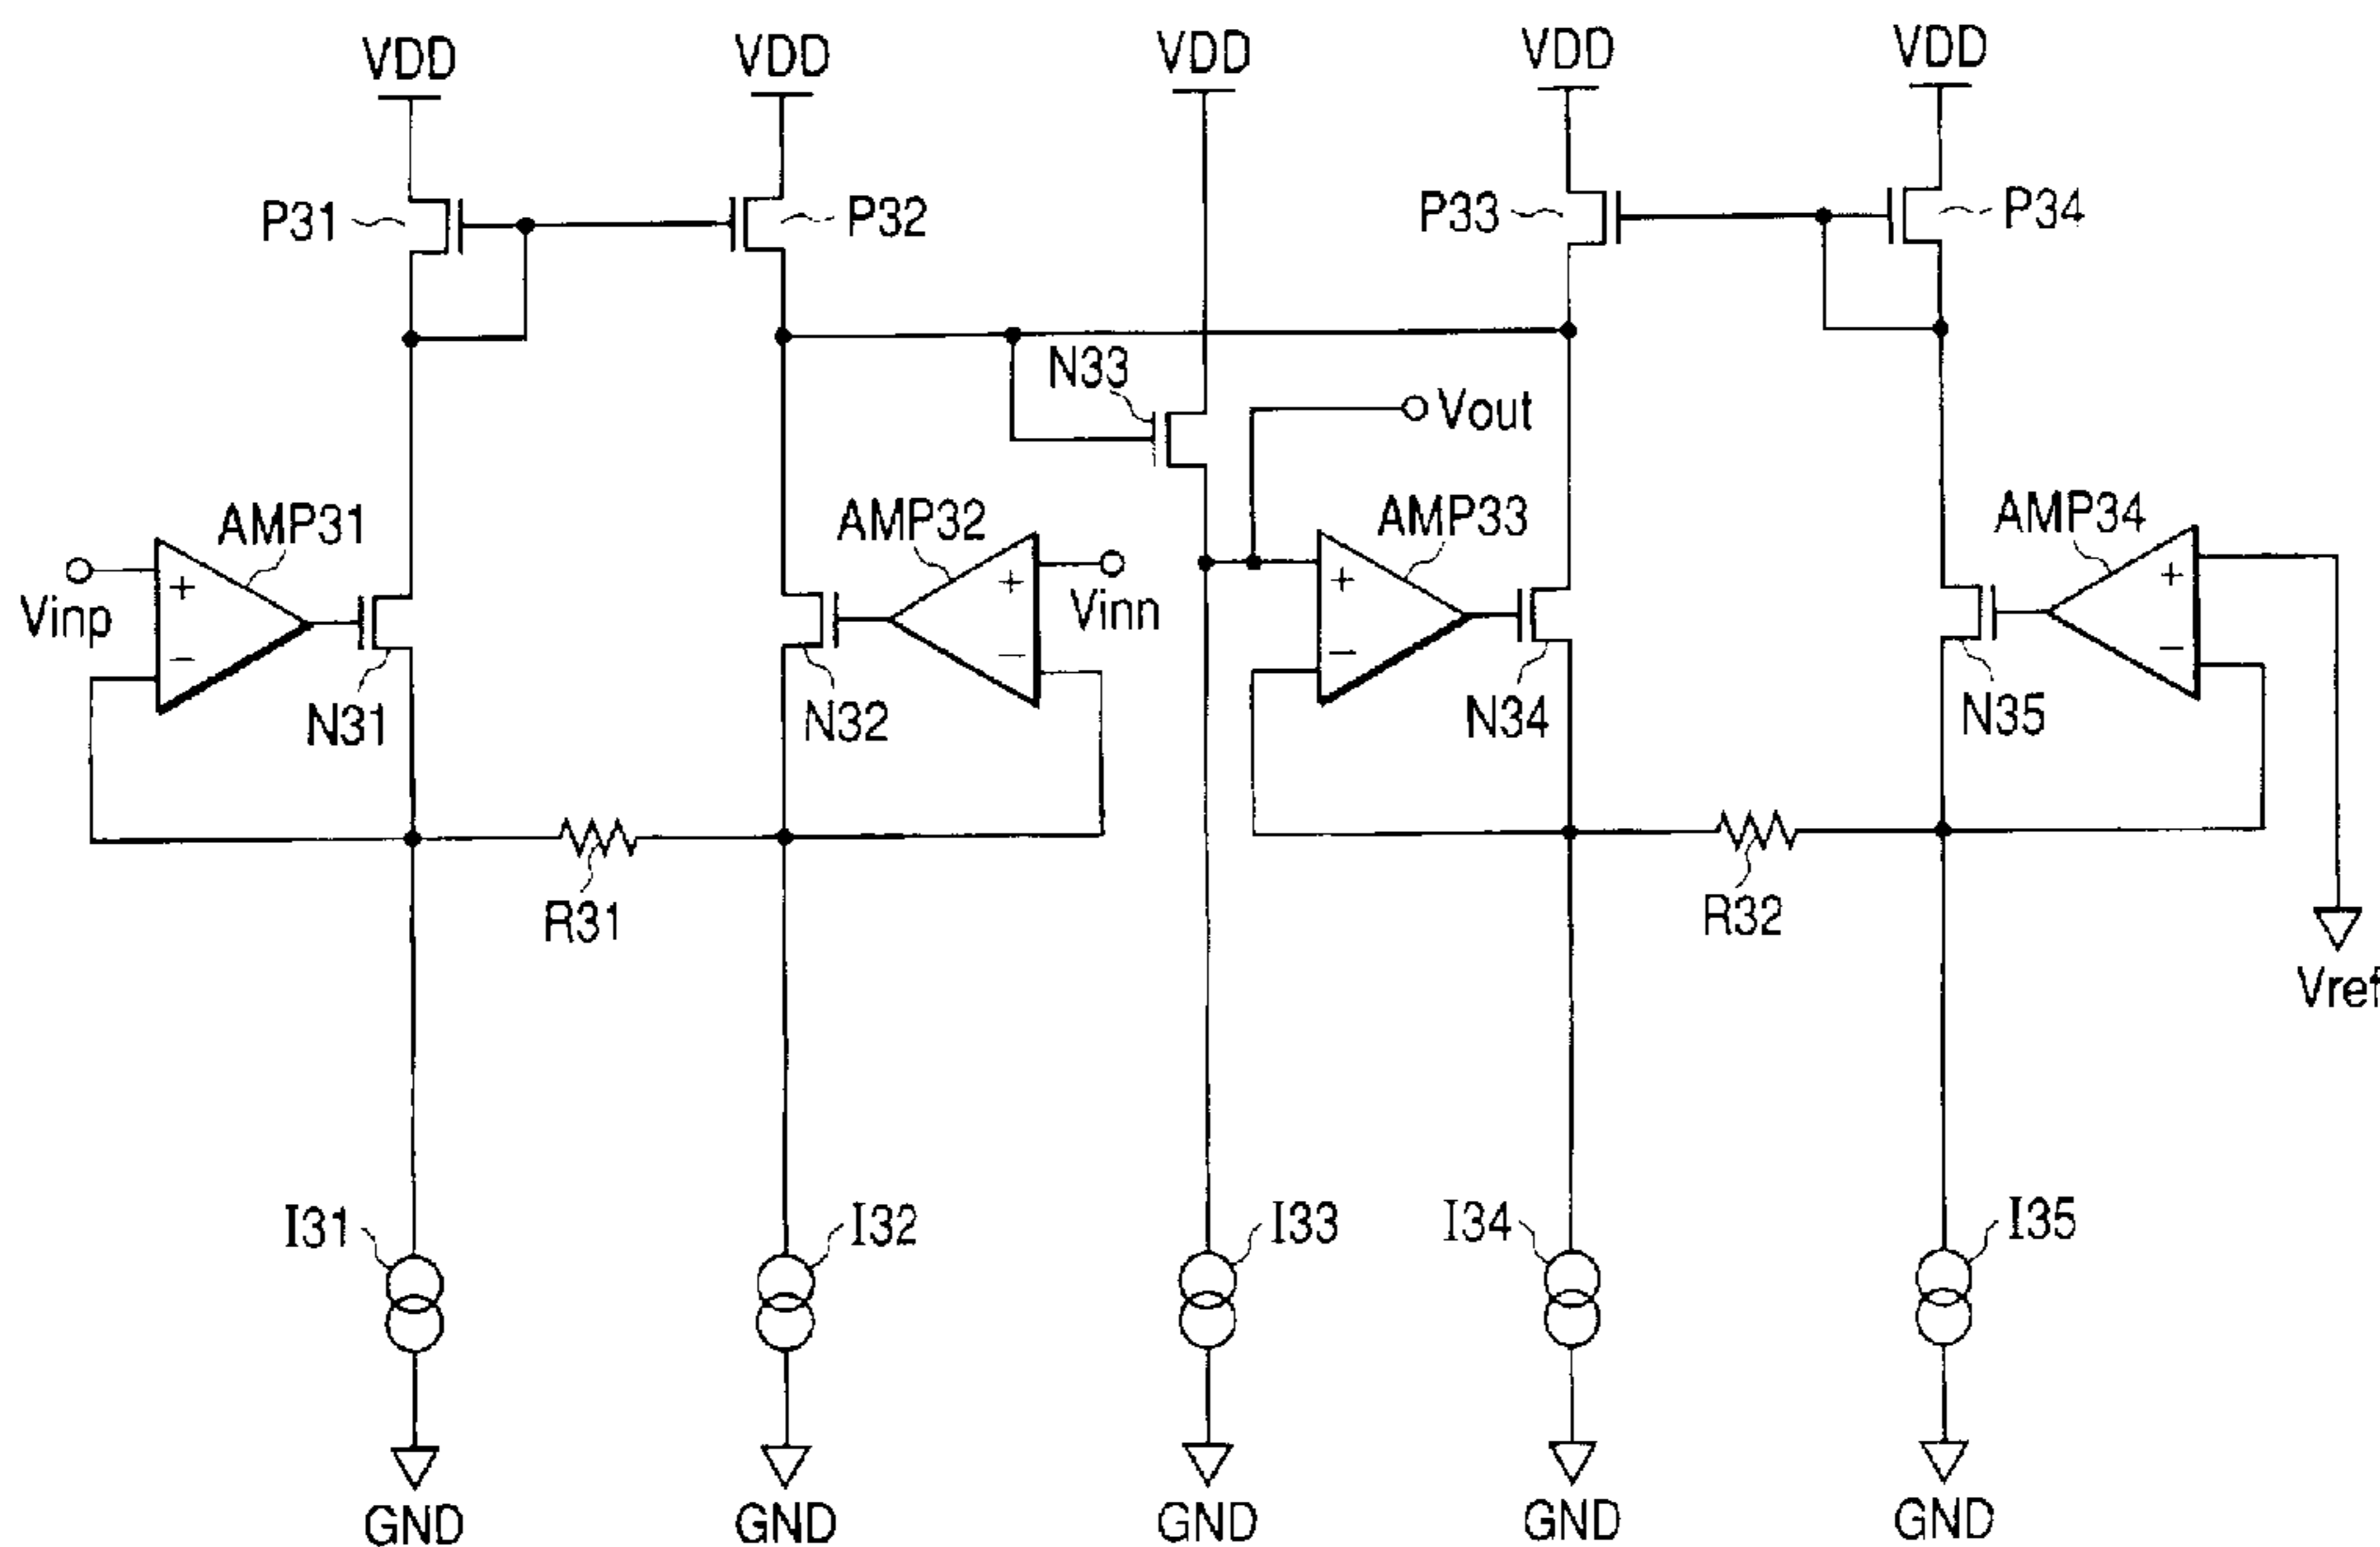 VDD
VDD
VDD
VDD
VDD
P31
P32
P33
P34
N33
Vout
AMP31
AMP32
AMP33
AMP34
+
+
+
+
Vinp
Vinn
−
−
−
−
N31
N32
N34
N35
R31
R32
Vref
I31
I32
I33
I34
I35
GND
GND
GND
GND
GND